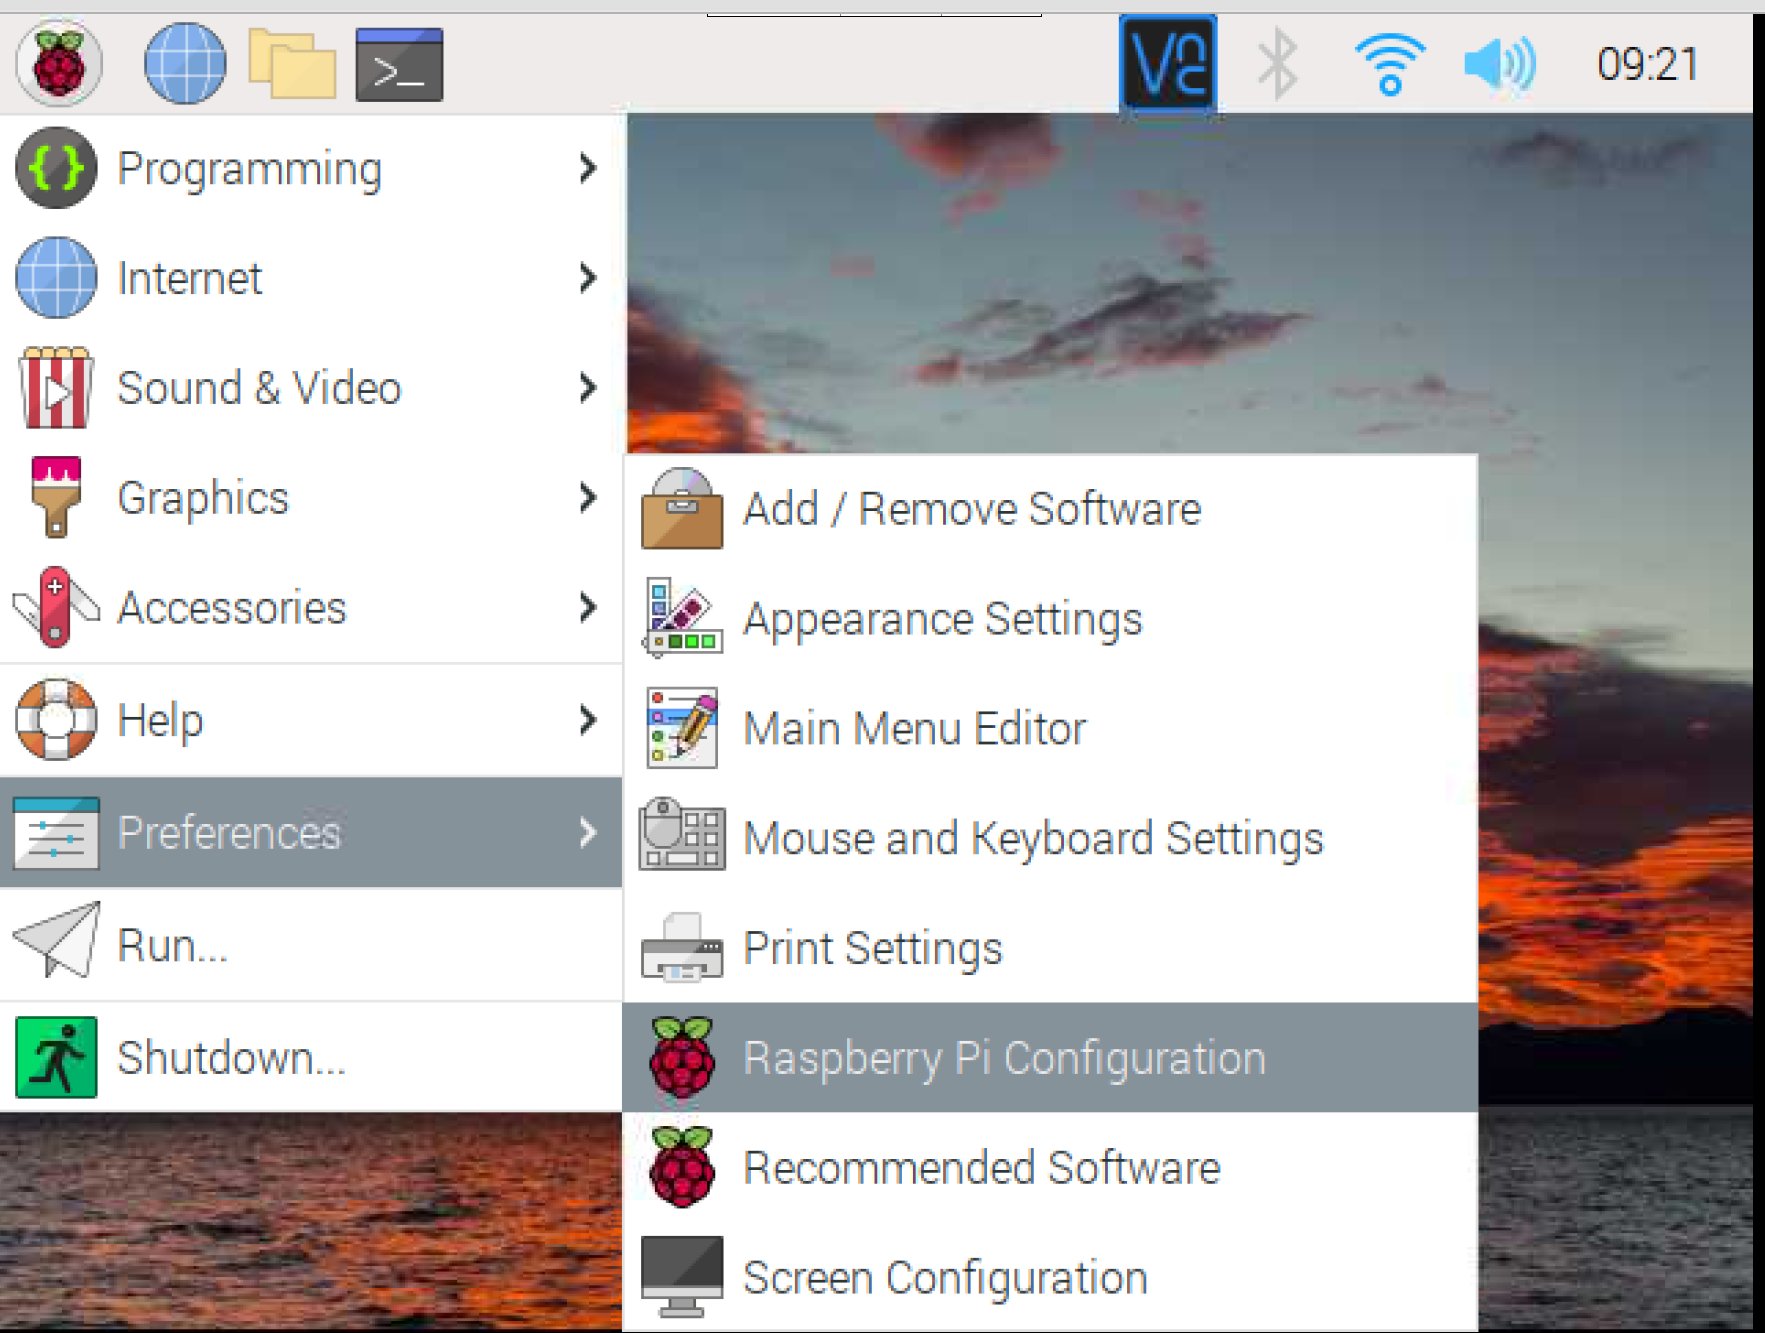 >_
VNC
09:21
Programming
Internet
Sound & Video
Graphics
Accessories
Help
Preferences
Run...
Shutdown...
Add / Remove Software
Appearance Settings
Main Menu Editor
Mouse and Keyboard Settings
Print Settings
Raspberry Pi Configuration
Recommended Software
Screen Configuration